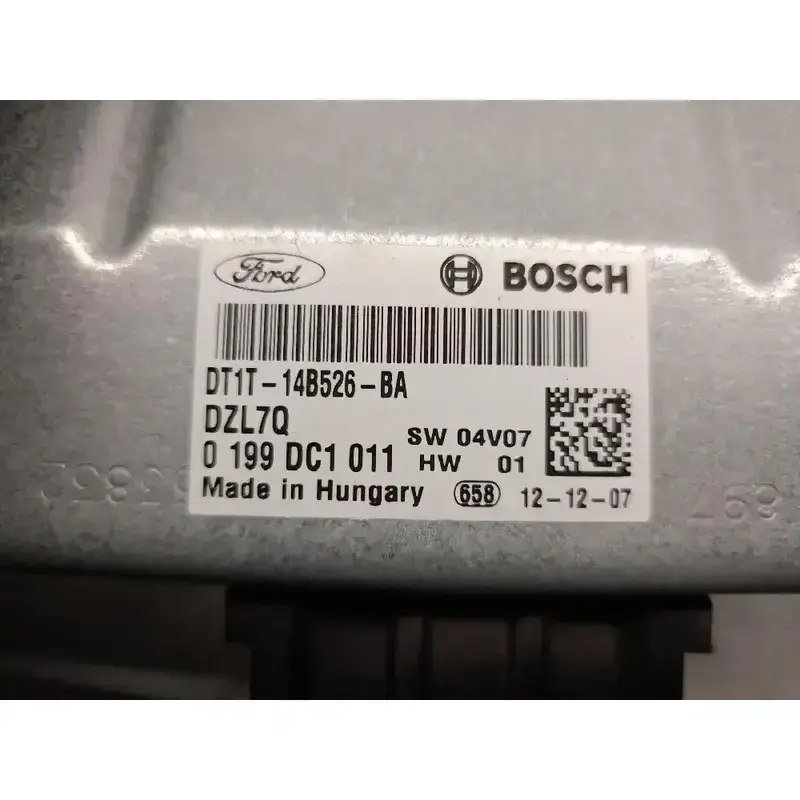 Ford BOSCH
DT1T-14B526-BA
DZL7Q
SW 04V07
0 199 DC1 011 HW 01
Made in Hungary 658 12-12-07